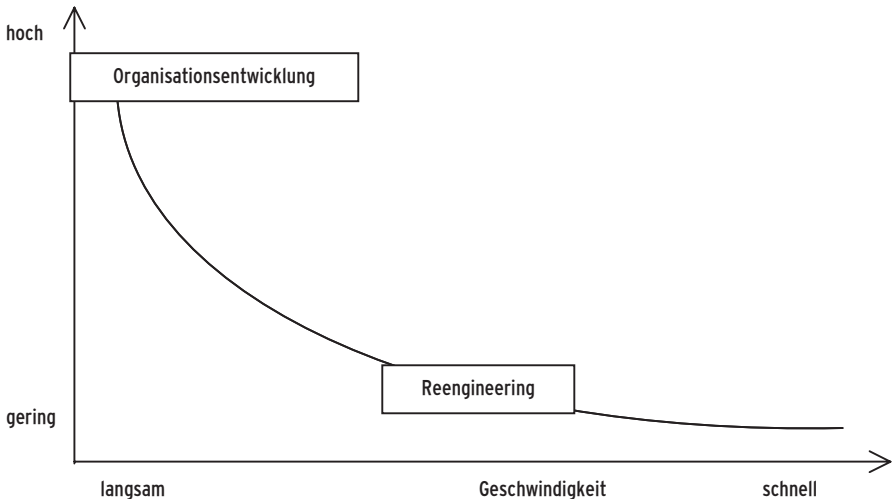 hoch
Organisationsentwicklung
Reengineering
gering
langsam Geschwindigkeit schnell